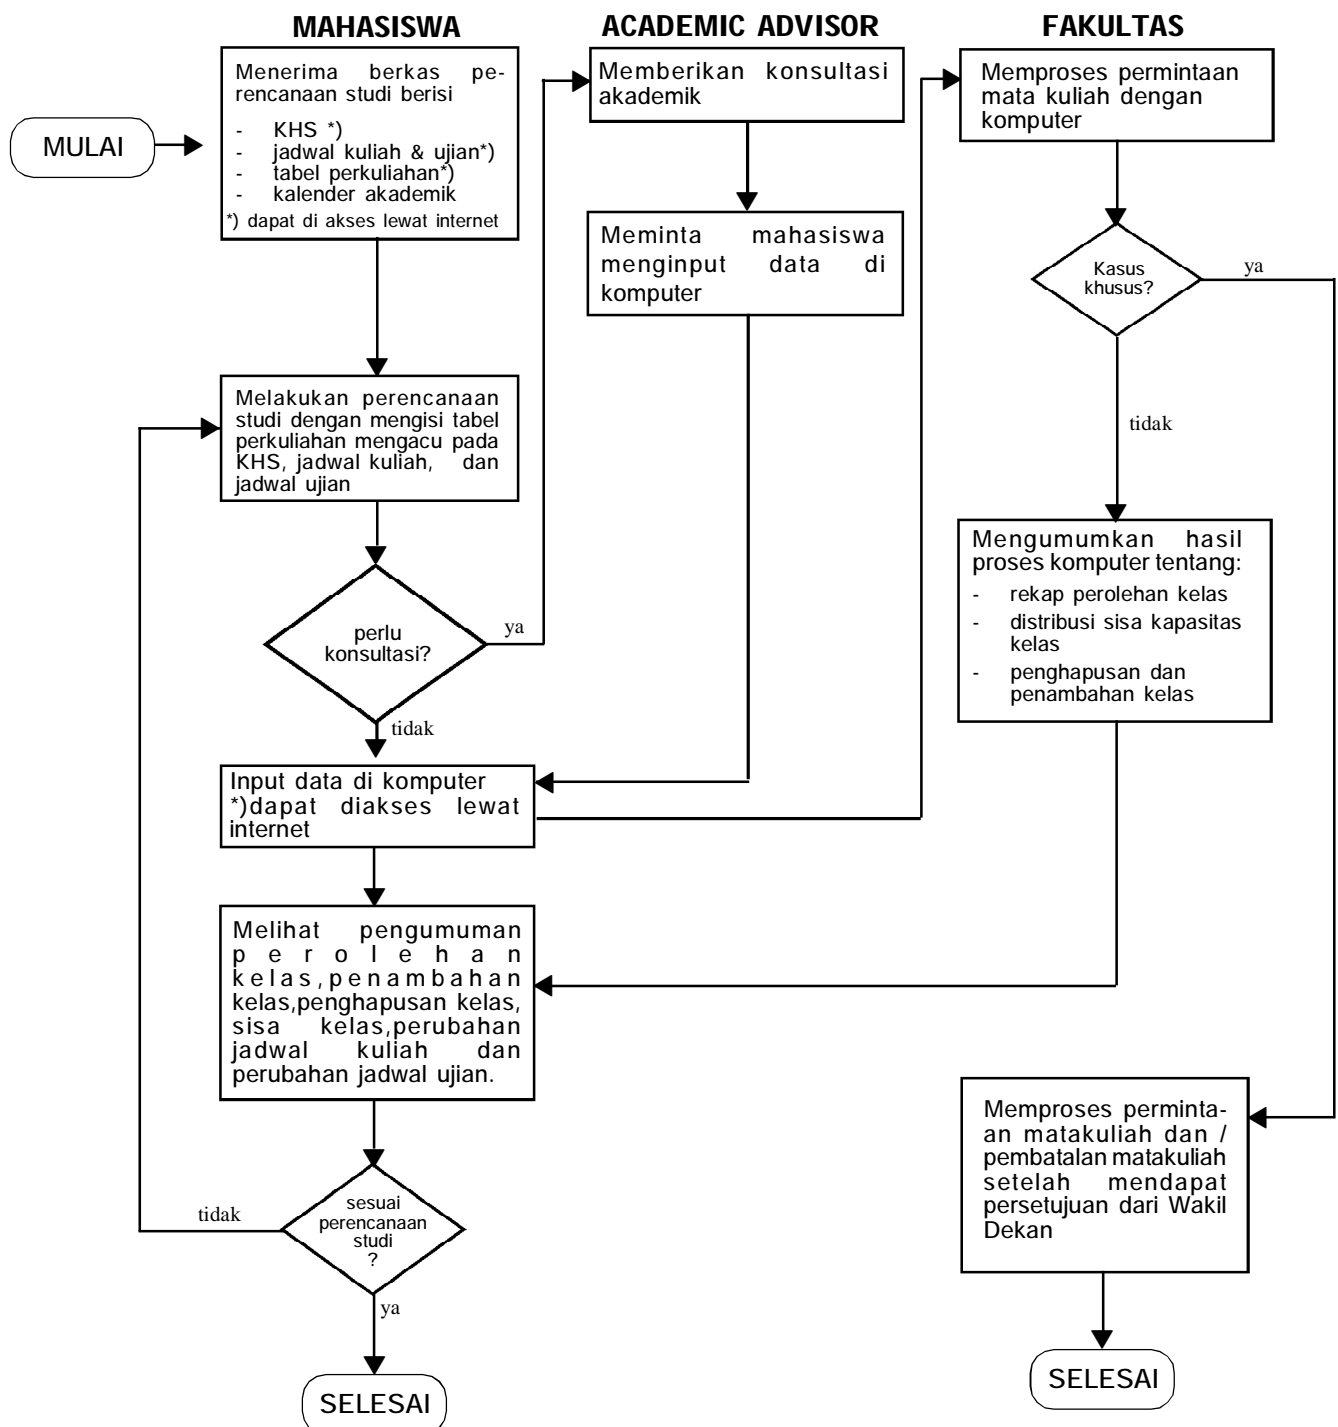 MAHASISWA
ACADEMIC ADVISOR
FAKULTAS
MULAI
Menerima berkas pe-
rencanaan studi berisi
- KHS *)
- jadwal kuliah & ujian*)
- tabel perkuliahan*)
- kalender akademik
*) dapat di akses lewat internet
Melakukan perencanaan
studi dengan mengisi tabel
perkuliahan mengacu pada
KHS, jadwal kuliah, dan
jadwal ujian
perlu
konsultasi?
ya
tidak
Input data di komputer
*)dapat diakses lewat
internet
Melihat pengumuman
perolehan
kelas,penambahan
kelas,penghapusan kelas,
sisa kelas,perubahan
jadwal kuliah dan
perubahan jadwal ujian.
sesuai
perencanaan
studi
?
tidak
ya
SELESAI
Memberikan konsultasi
akademik
Meminta mahasiswa
menginput data di
komputer
Memproses permintaan
mata kuliah dengan
komputer
Kasus
khusus?
ya
tidak
Mengumumkan hasil
proses komputer tentang:
- rekap perolehan kelas
- distribusi sisa kapasitas
kelas
- penghapusan dan
penambahan kelas
Memproses perminta-
an matakuliah dan /
pembatalan matakuliah
setelah mendapat
persetujuan dari Wakil
Dekan
SELESAI